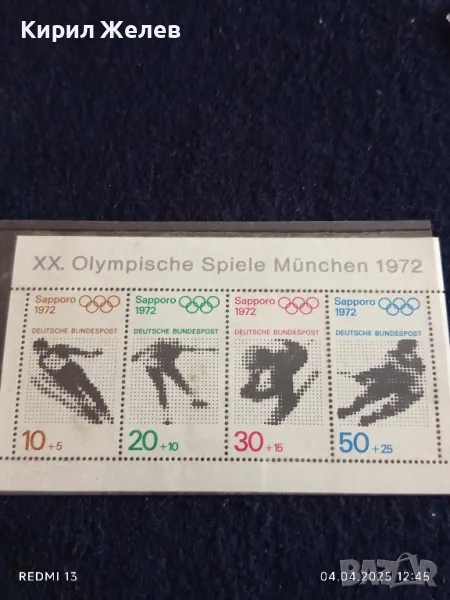 Кирил Желев
XX. Olympische Spiele München 1972
Sapporo
1972
DEUTSCHE BUNDESPOST
10+5
Sapporo
1972
DEUTSCHE BUNDESPOST
20+10
Sapporo
1972
DEUTSCHE BUNDESPOST
30+15
Sapporo
1972
DEUTSCHE BUNDESPOST
50+25
REDMI 13
04.04.2025 12:45
BAZAR